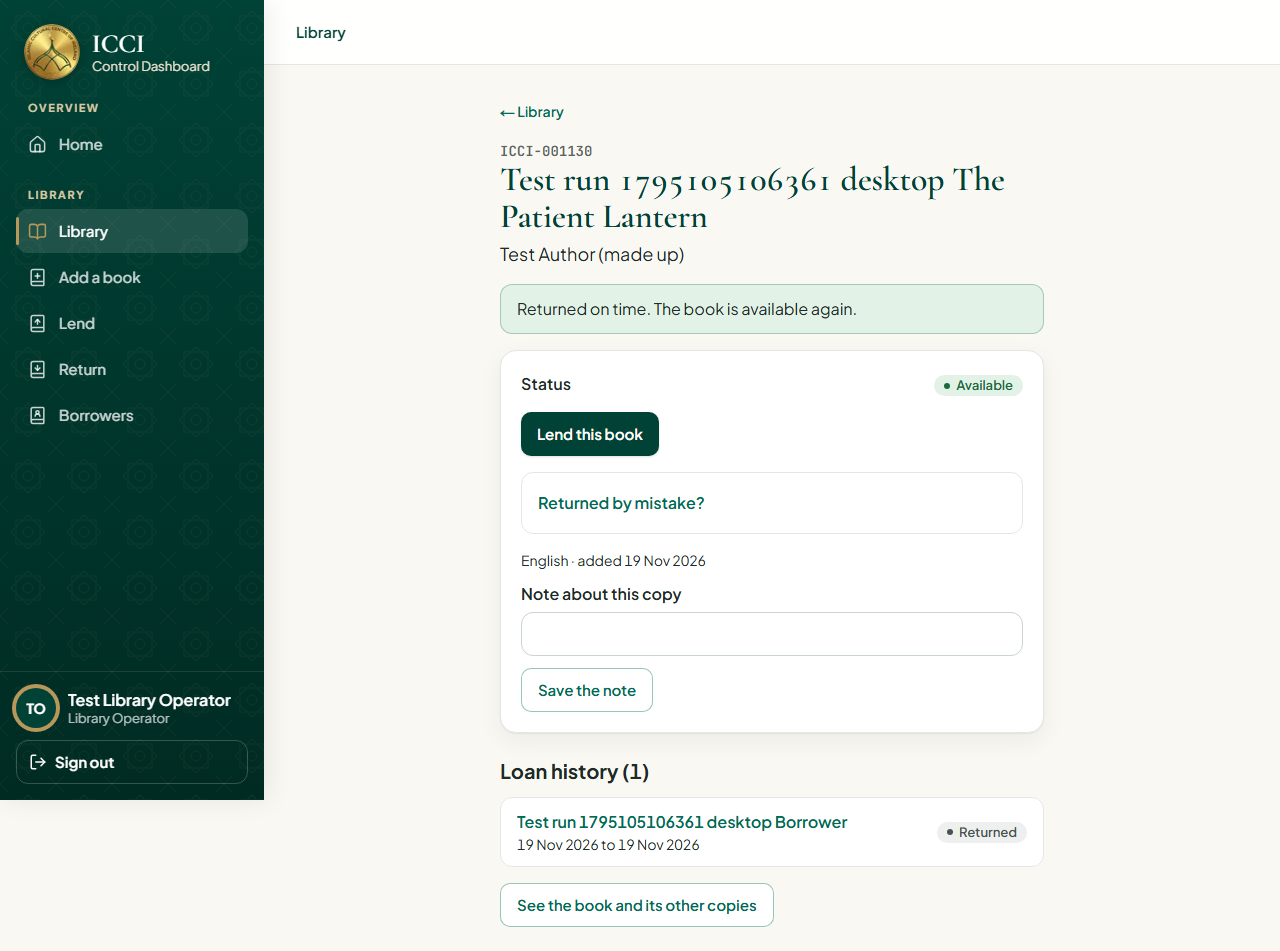 ICCI
Control Dashboard
OVERVIEW
Home
LIBRARY
Library
Add a book
Lend
Return
Borrowers
TO
Test Library Operator
Library Operator
Sign out
Library
← Library
ICCI-001130
Test run 1795105106361 desktop The
Patient Lantern
Test Author (made up)
Returned on time. The book is available again.
Status
Available
Lend this book
Returned by mistake?
English · added 19 Nov 2026
Note about this copy
Save the note
Loan history (1)
Test run 1795105106361 desktop Borrower
19 Nov 2026 to 19 Nov 2026
Returned
See the book and its other copies